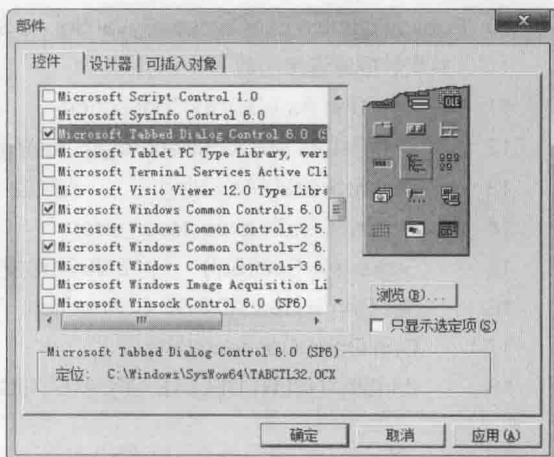 部件
控件
设计器
可插入对象
Microsoft Script Control 1.0
Microsoft SysInfo Control 6.0
Microsoft Tabbed Dialog Control 6.0 (S
Microsoft Tablet PC Type Library, vers
Microsoft Terminal Services Active Cli
Microsoft Visio Viewer 12.0 Type Libra
Microsoft Windows Common Controls 6.0
Microsoft Windows Common Controls-2 5.
Microsoft Windows Common Controls-2 6.
Microsoft Windows Common Controls-3 6.
Microsoft Windows Image Acquisition Li
Microsoft Winsock Control 6.0 (SP6)
OLE
浏览(B)...
只显示选定项(S)
Microsoft Tabbed Dialog Control 6.0 (SP6)
定位: C:\Windows\SysWow64\TABCTL32.OCX
确定
取消
应用(A)